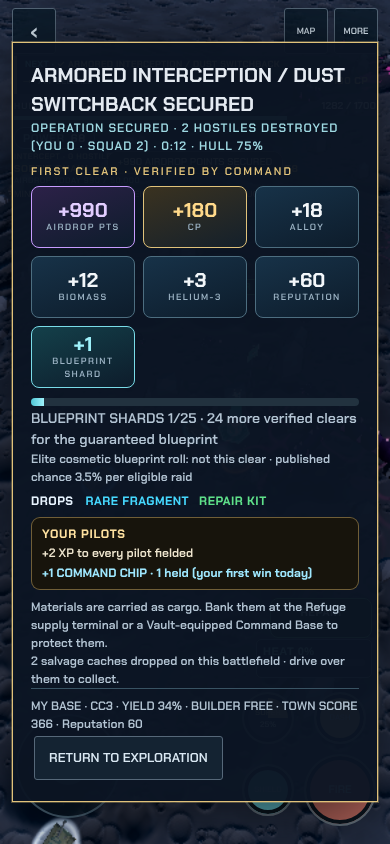 ‹
MAP
MORE
ARMORED INTERCEPTION / DUST
SWITCHBACK SECURED
OPERATION SECURED · 2 HOSTILES DESTROYED
(YOU 0 · SQUAD 2) · 0:12 · HULL 75%
FIRST CLEAR · VERIFIED BY COMMAND
+990
AIRDROP PTS
+180
CP
+18
ALLOY
+12
BIOMASS
+3
HELIUM-3
+60
REPUTATION
+1
BLUEPRINT
SHARD
BLUEPRINT SHARDS 1/25 · 24 more verified clears
for the guaranteed blueprint
Elite cosmetic blueprint roll: not this clear · published
chance 3.5% per eligible raid
DROPS RARE FRAGMENT REPAIR KIT
YOUR PILOTS
+2 XP to every pilot fielded
+1 COMMAND CHIP · 1 held (your first win today)
Materials are carried as cargo. Bank them at the Refuge
supply terminal or a Vault-equipped Command Base to
protect them.
2 salvage caches dropped on this battlefield · drive over
them to collect.
MY BASE · CC3 · YIELD 34% · BUILDER FREE · TOWN SCORE
366 · Reputation 60
RETURN TO EXPLORATION